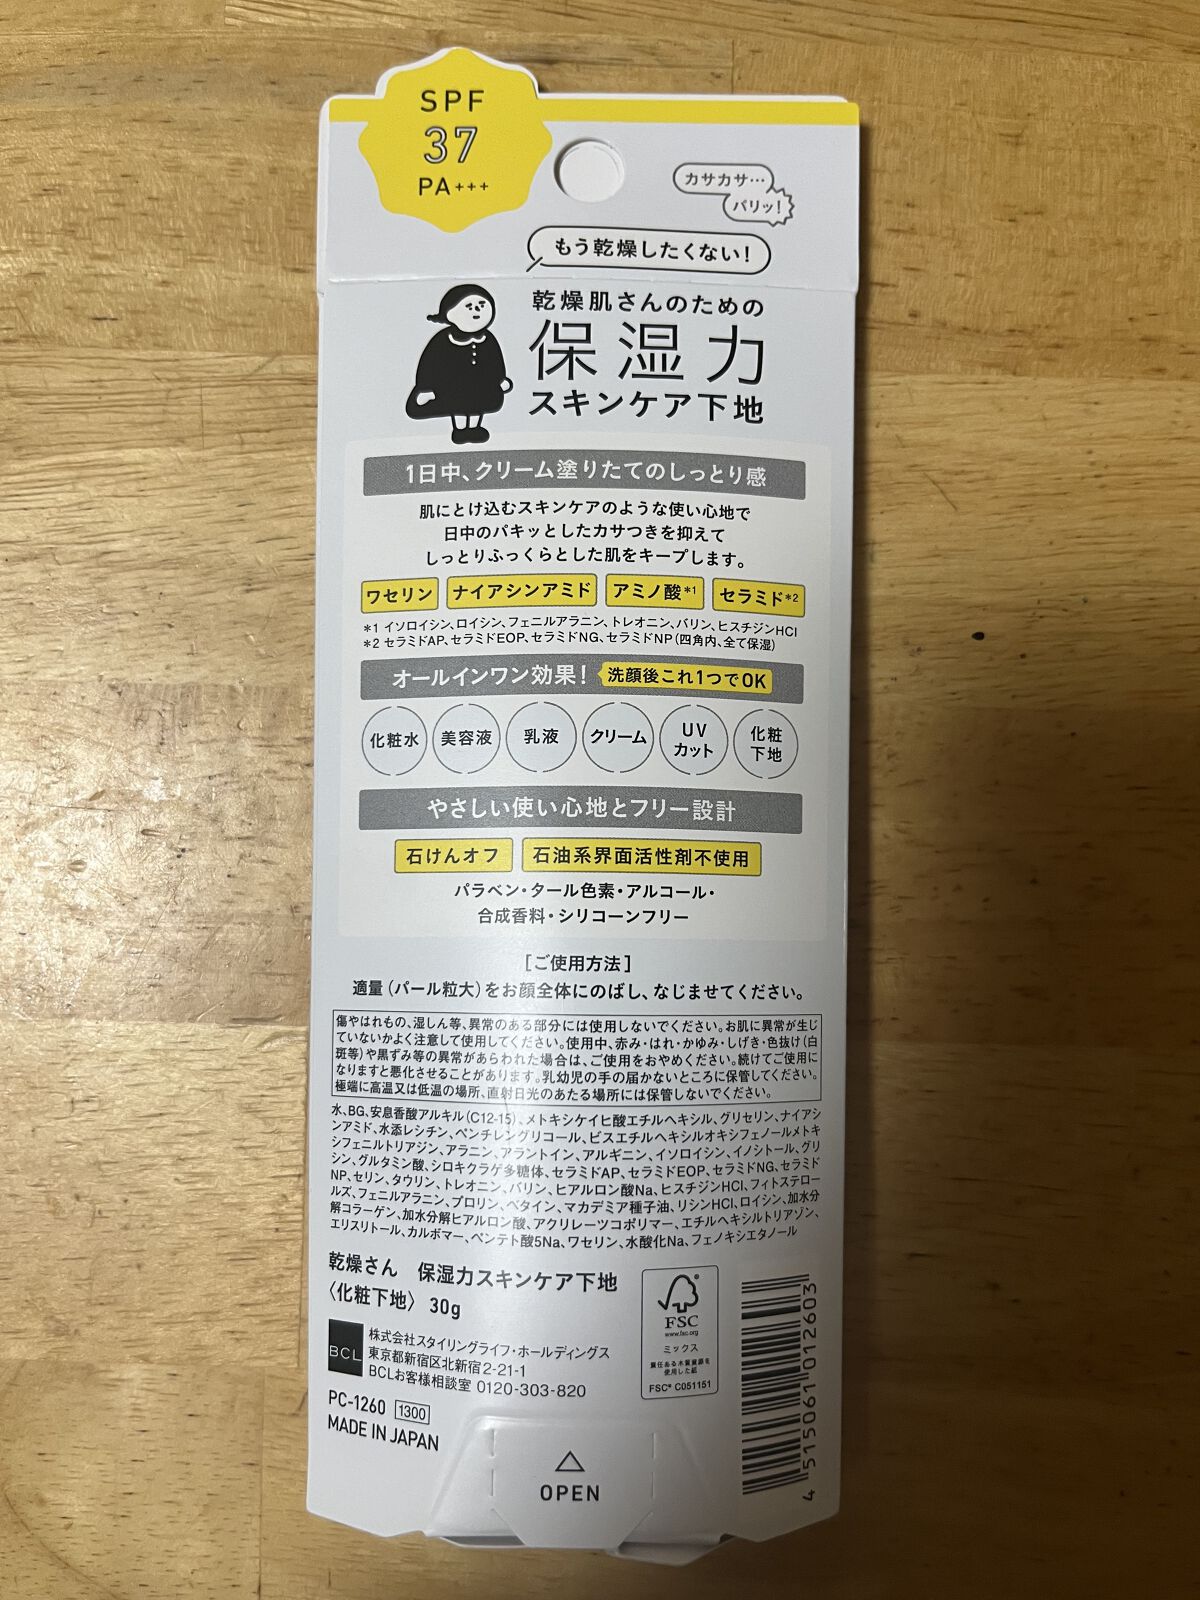 SPF
37
PA+++
カサカサ…
パリッ!
もう乾燥したくない!
乾燥肌さんのための
保湿力
スキンケア下地
1日中、クリーム塗りたてのしっとり感
肌にとけ込むスキンケアのような使い心地で
日中のパキッとしたカサつきを抑えて
しっとりふっくらとした肌をキープします。
ワセリン ナイアシンアミド アミノ酸*1 セラミド*2
*1 イソロイシン、ロイシン、フェニルアラニン、トレオニン、バリン、ヒスチジンHCl
*2 セラミドAP、セラミドEOP、セラミドNG、セラミドNP(四角内、全て保湿)
オールインワン効果! 洗顔後これ1つでOK
化粧水 美容液 乳液 クリーム UVカット 化粧下地
やさしい使い心地とフリー設計
石けんオフ 石油系界面活性剤不使用
パラベン・タール色素・アルコール・
合成香料・シリコーンフリー
[ご使用方法]
適量(パール粒大)をお顔全体にのばし、なじませてください。
傷やはれもの、湿しん等、異常のある部分には使用しないでください。お肌に異常が生じ
ていないかよく注意して使用してください。使用中、赤み・はれ・かゆみ・しげき・色抜け(白
斑等)や黒ずみ等の異常があらわれた場合は、ご使用をおやめください。続けてご使用に
なりますと悪化させることがあります。乳幼児の手の届かないところに保管してください。
極端に高温又は低温の場所、直射日光のあたる場所には保管しないでください。
水、BG、安息香酸アルキル(C12-15)、メトキシケイヒ酸エチルヘキシル、グリセリン、ナイアシ
ンアミド、水添レシチン、ペンチレングリコール、ビスエチルヘキシルオキシフェノールメトキ
シフェニルトリアジン、アラニン、アラントイン、アルギニン、イソロイシン、イノシトール、グリ
シン、グルタミン酸、シロキクラゲ多糖体、セラミドAP、セラミドEOP、セラミドNG、セラミド
NP、セリン、タウリン、トレオニン、バリン、ヒアルロン酸Na、ヒスチジンHCl、フィトステロー
ルズ、フェニルアラニン、プロリン、ベタイン、マカデミア種子油、リシンHCl、ロイシン、加水分
解コラーゲン、加水分解ヒアルロン酸、アクリレーツコポリマー、エチルヘキシルトリアゾン、
エリスリトール、カルボマー、ペンテト酸5Na、ワセリン、水酸化Na、フェノキシエタノール
乾燥さん 保湿力スキンケア下地
〈化粧下地〉 30g
BCL
株式会社スタイリングライフ・ホールディングス
東京都新宿区北新宿2-21-1
BCLお客様相談室 0120-303-820
PC-1260 1300
MADE IN JAPAN
FSC
www.fsc.org
ミックス
責任ある木質資源を
使用した紙
FSC® C051151
4 515061 012603
OPEN